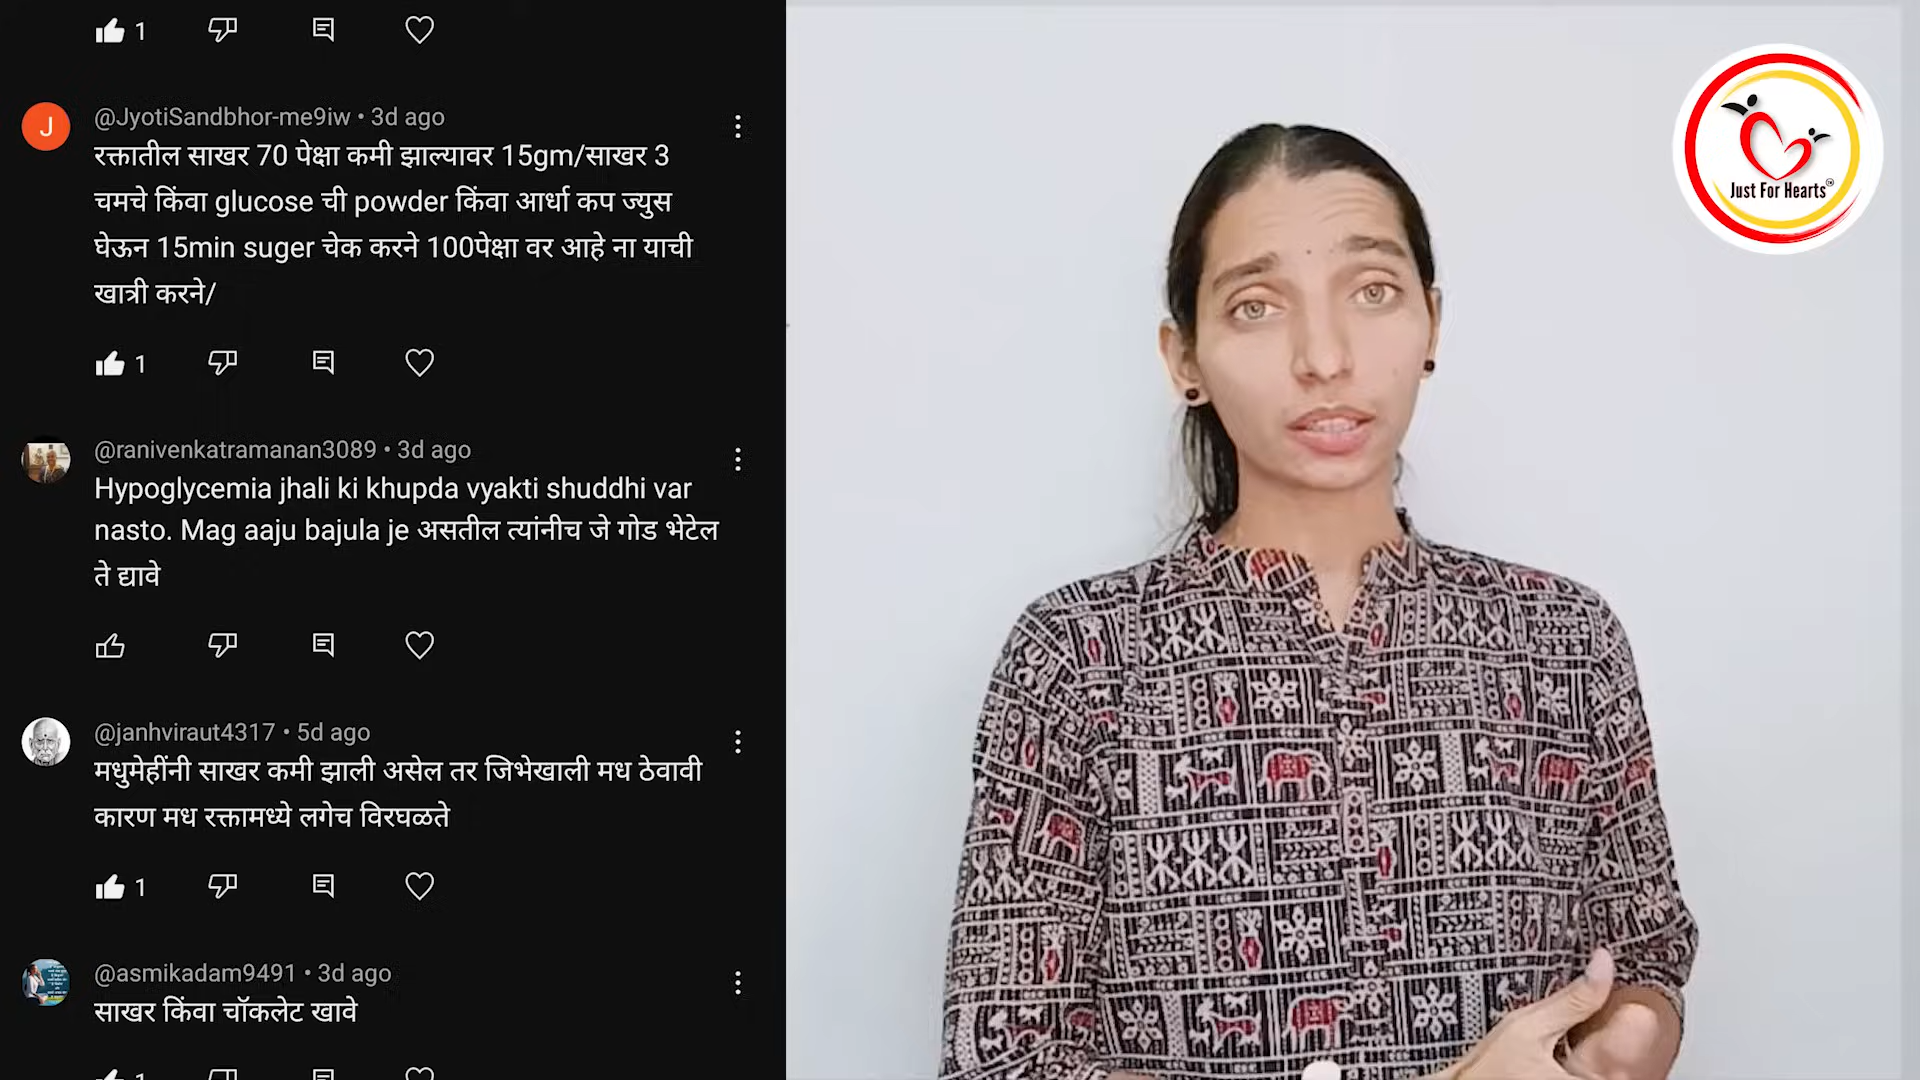 1
J
@JyotiSandbhor-me9iw • 3d ago
रक्तातील साखर 70 पेक्षा कमी झाल्यावर 15gm/साखर 3
चमचे किंवा glucose ची powder किंवा आर्धा कप ज्युस
घेऊन 15min suger चेक करने 100पेक्षा वर आहे ना याची
खात्री करने/
1
@ranivenkatramanan3089 • 3d ago
Hypoglycemia jhali ki khupda vyakti shuddhi var
nasto. Mag aaju bajula je असतील त्यांनीच जे गोड भेटेल
ते द्यावे
@janhviraut4317 • 5d ago
मधुमेहींनी साखर कमी झाली असेल तर जिभेखाली मध ठेवावी
कारण मध रक्तामध्ये लगेच विरघळते
1
@asmikadam9491 • 3d ago
साखर किंवा चॉकलेट खावे
1
Just For Hearts